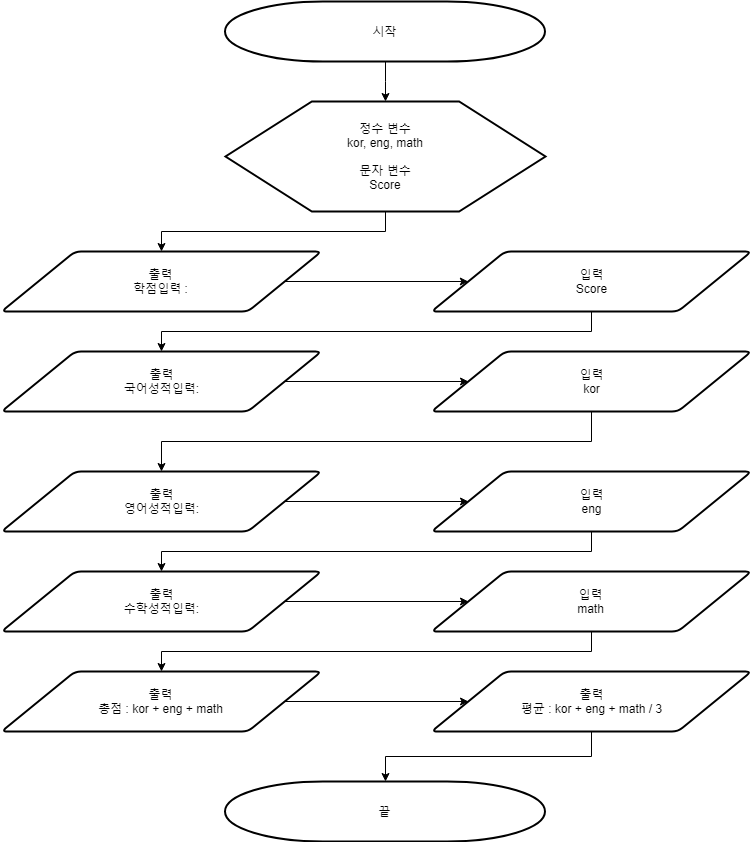 시작
정수 변수
kor, eng, math
문자 변수
Score
출력
학점입력 :
입력
Score
출력
국어성적입력:
입력
kor
출력
영어성적입력:
입력
eng
출력
수학성적입력:
입력
math
출력
총점 : kor + eng + math
출력
평균 : kor + eng + math / 3
끝